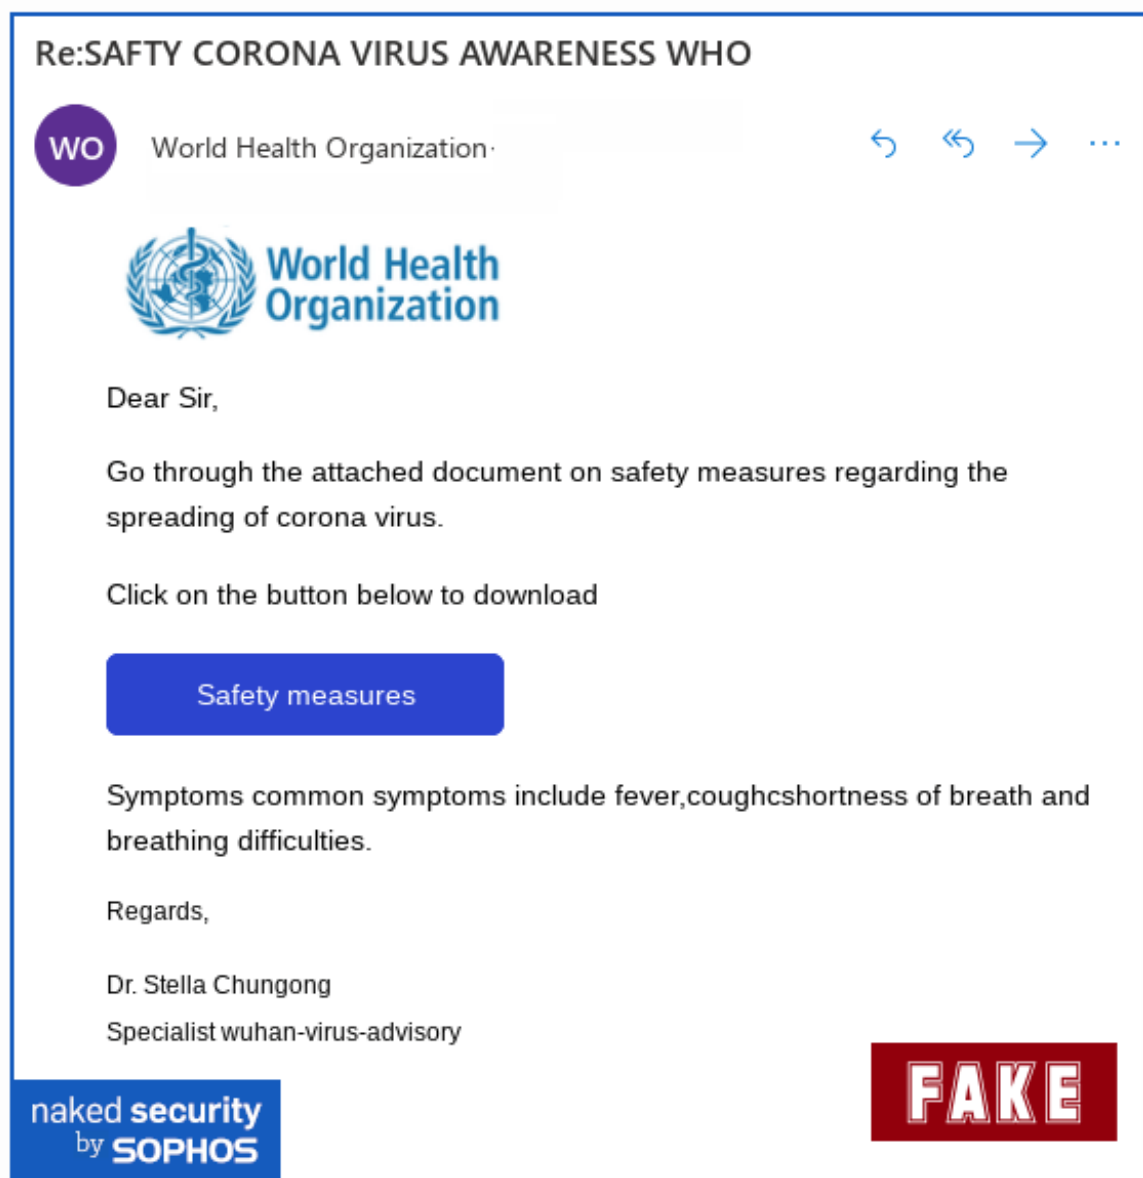 Re:SAFTY CORONA VIRUS AWARENESS WHO
WO
World Health Organization
World Health
Organization
Dear Sir,
Go through the attached document on safety measures regarding the
spreading of corona virus.
Click on the button below to download
Safety measures
Symptoms common symptoms include fever,coughcshortness of breath and
breathing difficulties.
Regards,
Dr. Stella Chungong
Specialist wuhan-virus-advisory
FAKE
naked security
by SOPHOS